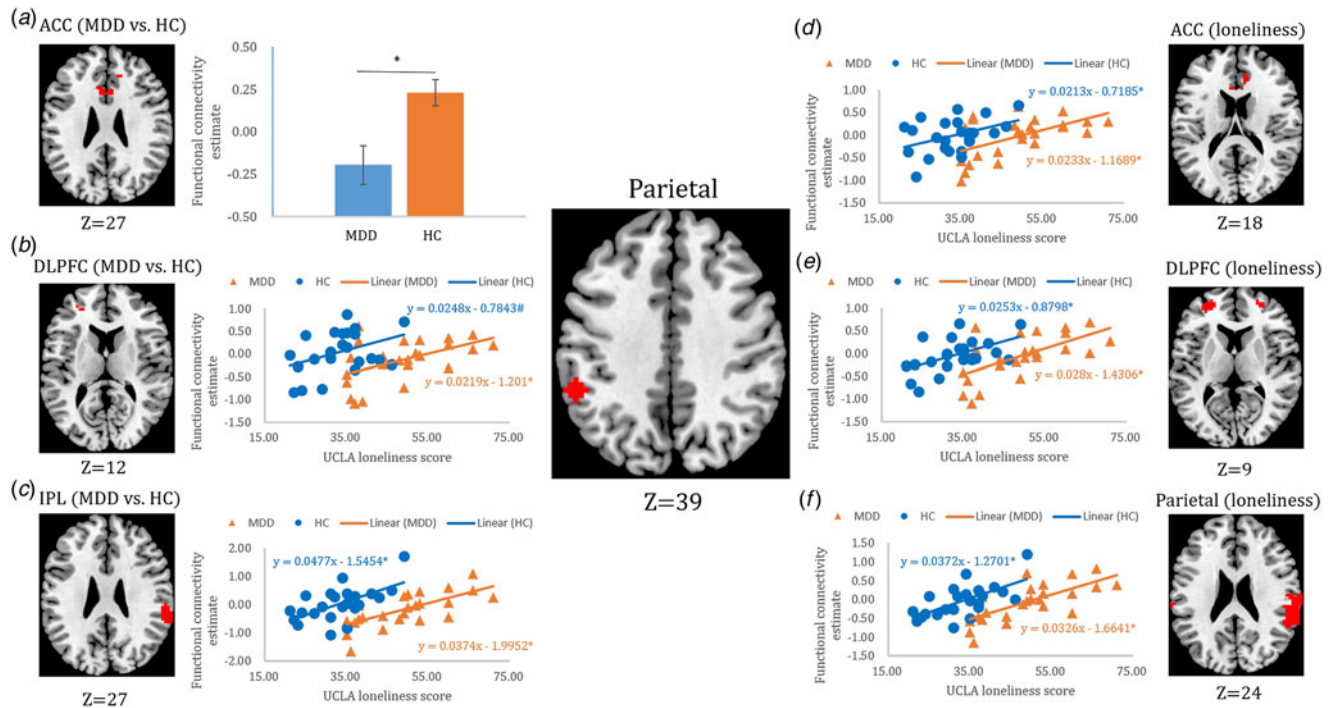 (a)
ACC (MDD vs. HC)
Z=27
Functional connectivity
estimate
0.50
0.25
0.00
-0.25
-0.50
*
MDD
HC
(b)
DLPFC (MDD vs. HC)
Z=12
MDD HC Linear (MDD) Linear (HC)
Functional connectivity
estimate
1.00
0.50
0.00
-0.50
-1.00
-1.50
y = 0.0248x - 0.7843#
y = 0.0219x - 1.201*
15.00 35.00 55.00 75.00
UCLA loneliness score
(c)
IPL (MDD vs. HC)
Z=27
MDD HC Linear (MDD) Linear (HC)
Functional connectivity
estimate
2.00
1.00
0.00
-1.00
-2.00
y = 0.0477x - 1.5454*
y = 0.0374x - 1.9952*
15.00 35.00 55.00 75.00
UCLA loneliness score
Parietal
Z=39
(d)
ACC (loneliness)
MDD HC Linear (MDD) Linear (HC)
Functional connectivity
estimate
1.00
0.50
0.00
-0.50
-1.00
-1.50
y = 0.0213x - 0.7185*
y = 0.0233x - 1.1689*
15.00 35.00 55.00 75.00
UCLA loneliness score
Z=18
(e)
DLPFC (loneliness)
MDD HC Linear (MDD) Linear (HC)
Functional connectivity
estimate
1.00
0.50
0.00
-0.50
-1.00
-1.50
y = 0.0253x - 0.8798*
y = 0.028x - 1.4306*
15.00 35.00 55.00 75.00
UCLA loneliness score
Z=9
(f)
Parietal (loneliness)
MDD HC Linear (MDD) Linear (HC)
Functional connectivity
estimate
1.50
1.00
0.50
0.00
-0.50
-1.00
-1.50
y = 0.0372x - 1.2701*
y = 0.0326x - 1.6641*
15.00 35.00 55.00 75.00
UCLA loneliness score
Z=24